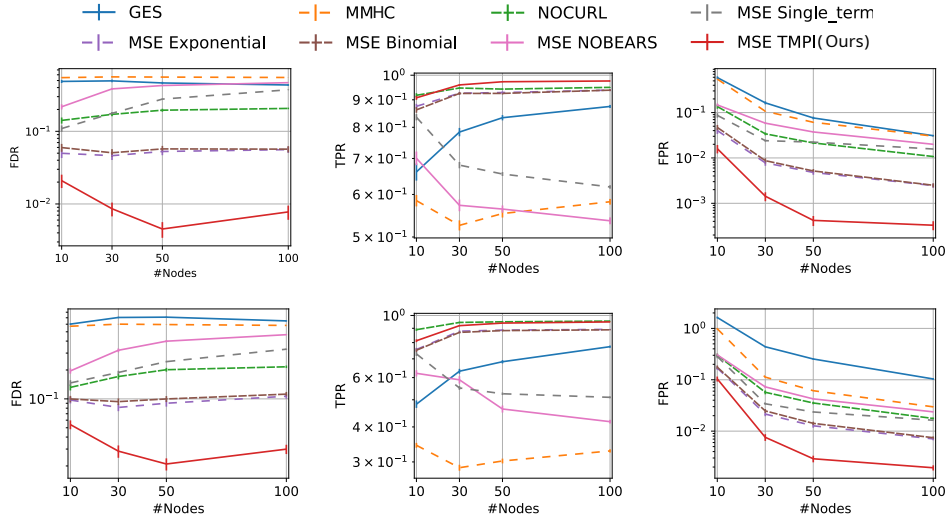 GES MMHC NOCURL MSE Single_term
MSE Exponential MSE Binomial MSE NOBEARS MSE TMPI(Ours)
FDR
10⁻¹
10⁻²
10 30 50 100
#Nodes
TPR
10⁰
9 × 10⁻¹
8 × 10⁻¹
7 × 10⁻¹
6 × 10⁻¹
5 × 10⁻¹
10 30 50 100
#Nodes
FPR
10⁻¹
10⁻²
10⁻³
10 30 50 100
#Nodes
FDR
10⁻¹
10 30 50 100
#Nodes
TPR
10⁰
6 × 10⁻¹
4 × 10⁻¹
3 × 10⁻¹
10 30 50 100
#Nodes
FPR
10⁰
10⁻¹
10⁻²
10 30 50 100
#Nodes